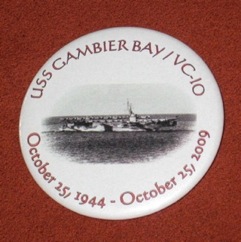 USS GAMBIER BAY / VC-10
October 25, 1944 - October 25, 2009